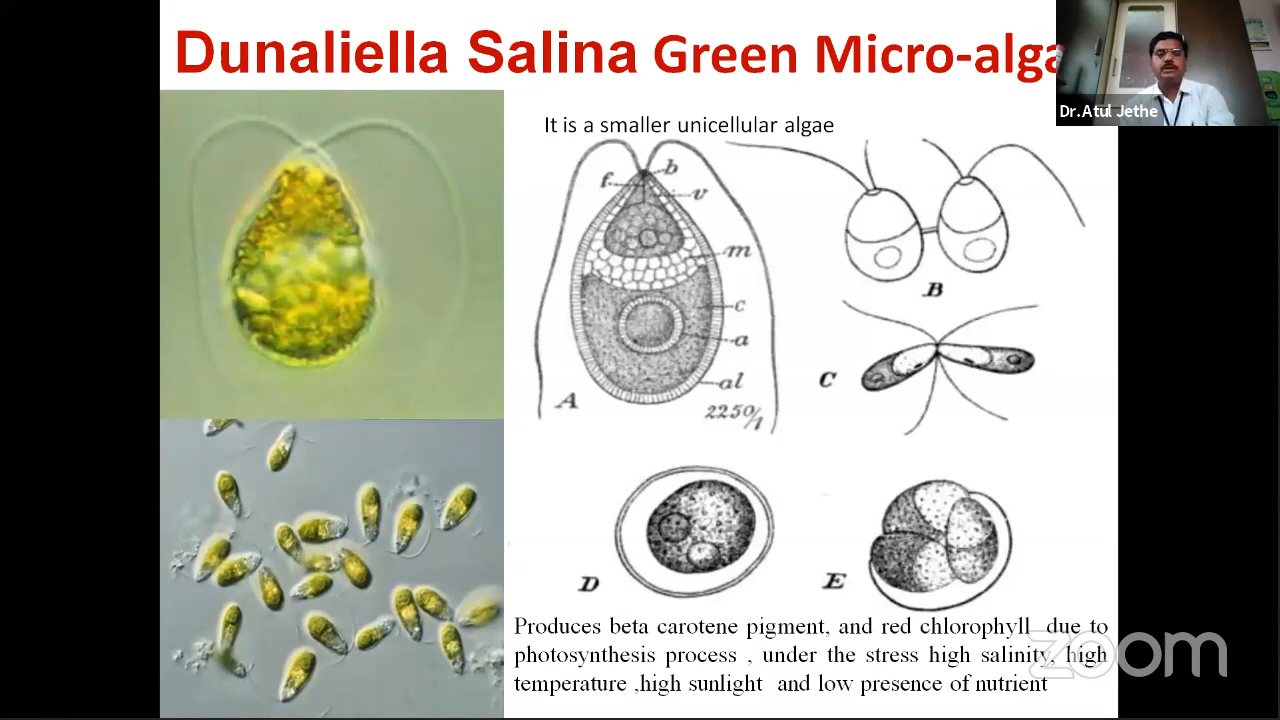 Dunaliella Salina Green Micro-alga
Dr.Atul Jethe
It is a smaller unicellular algae
f
b
v
m
c
a
al
A
2250/1
B
C
D
E
Produces beta carotene pigment, and red chlorophyll due to
photosynthesis process , under the stress high salinity, high
temperature ,high sunlight and low presence of nutrient
zoom